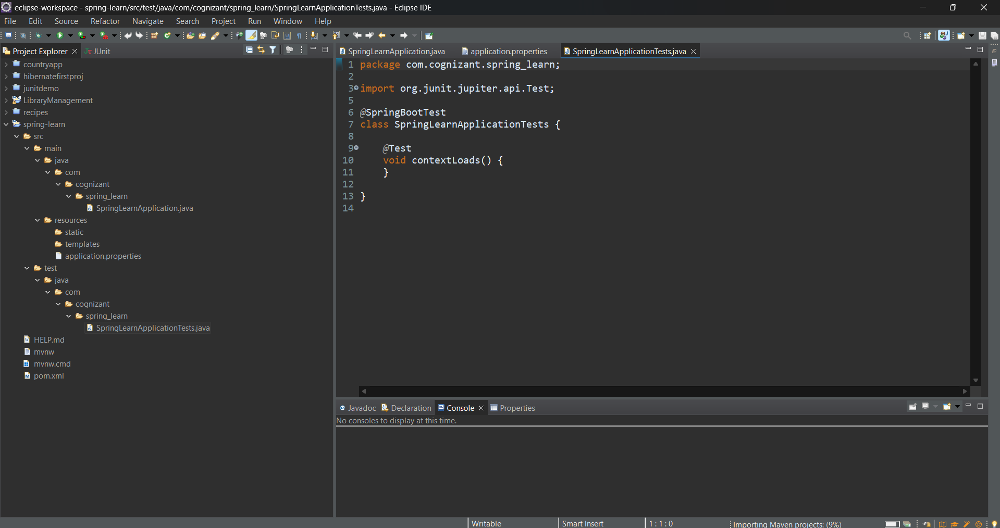 eclipse-workspace - spring-learn/src/test/java/com/cognizant/spring_learn/SpringLearnApplicationTests.java - Eclipse IDE
File Edit Source Refactor Navigate Search Project Run Window Help
Project Explorer
JUnit
countryapp
hibernatefirstproj
junitdemo
LibraryManagement
recipes
spring-learn
src
main
java
com
cognizant
spring_learn
SpringLearnApplication.java
resources
static
templates
application.properties
test
java
com
cognizant
spring_learn
SpringLearnApplicationTests.java
HELP.md
mvnw
mvnw.cmd
pom.xml
SpringLearnApplication.java application.properties SpringLearnApplicationTests.java
1 package com.cognizant.spring_learn;
2
3 import org.junit.jupiter.api.Test;
5
6 @SpringBootTest
7 class SpringLearnApplicationTests {
8
9 @Test
10 void contextLoads() {
11 }
12
13 }
14
@ Javadoc Declaration Console Properties
No consoles to display at this time.
Writable Smart Insert 1 : 1 : 0 Importing Maven projects: (9%)